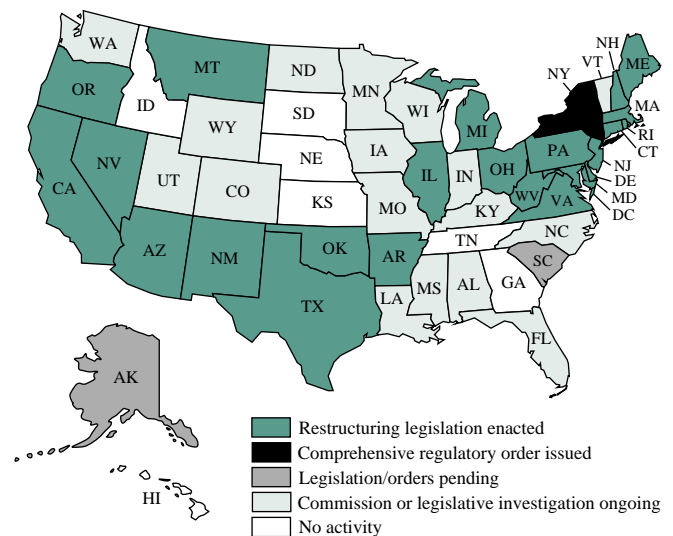 WA
MT
ND
MN
VT
NH
ME
OR
ID
SD
WI
NY
MA
WY
MI
RI
CT
NV
NE
IA
PA
NJ
CA
UT
CO
IL
IN
OH
DE
WV
VA
MD
DC
KS
MO
KY
AZ
NM
OK
AR
TN
NC
SC
TX
LA
MS
AL
GA
FL
AK
HI
Restructuring legislation enacted
Comprehensive regulatory order issued
Legislation/orders pending
Commission or legislative investigation ongoing
No activity